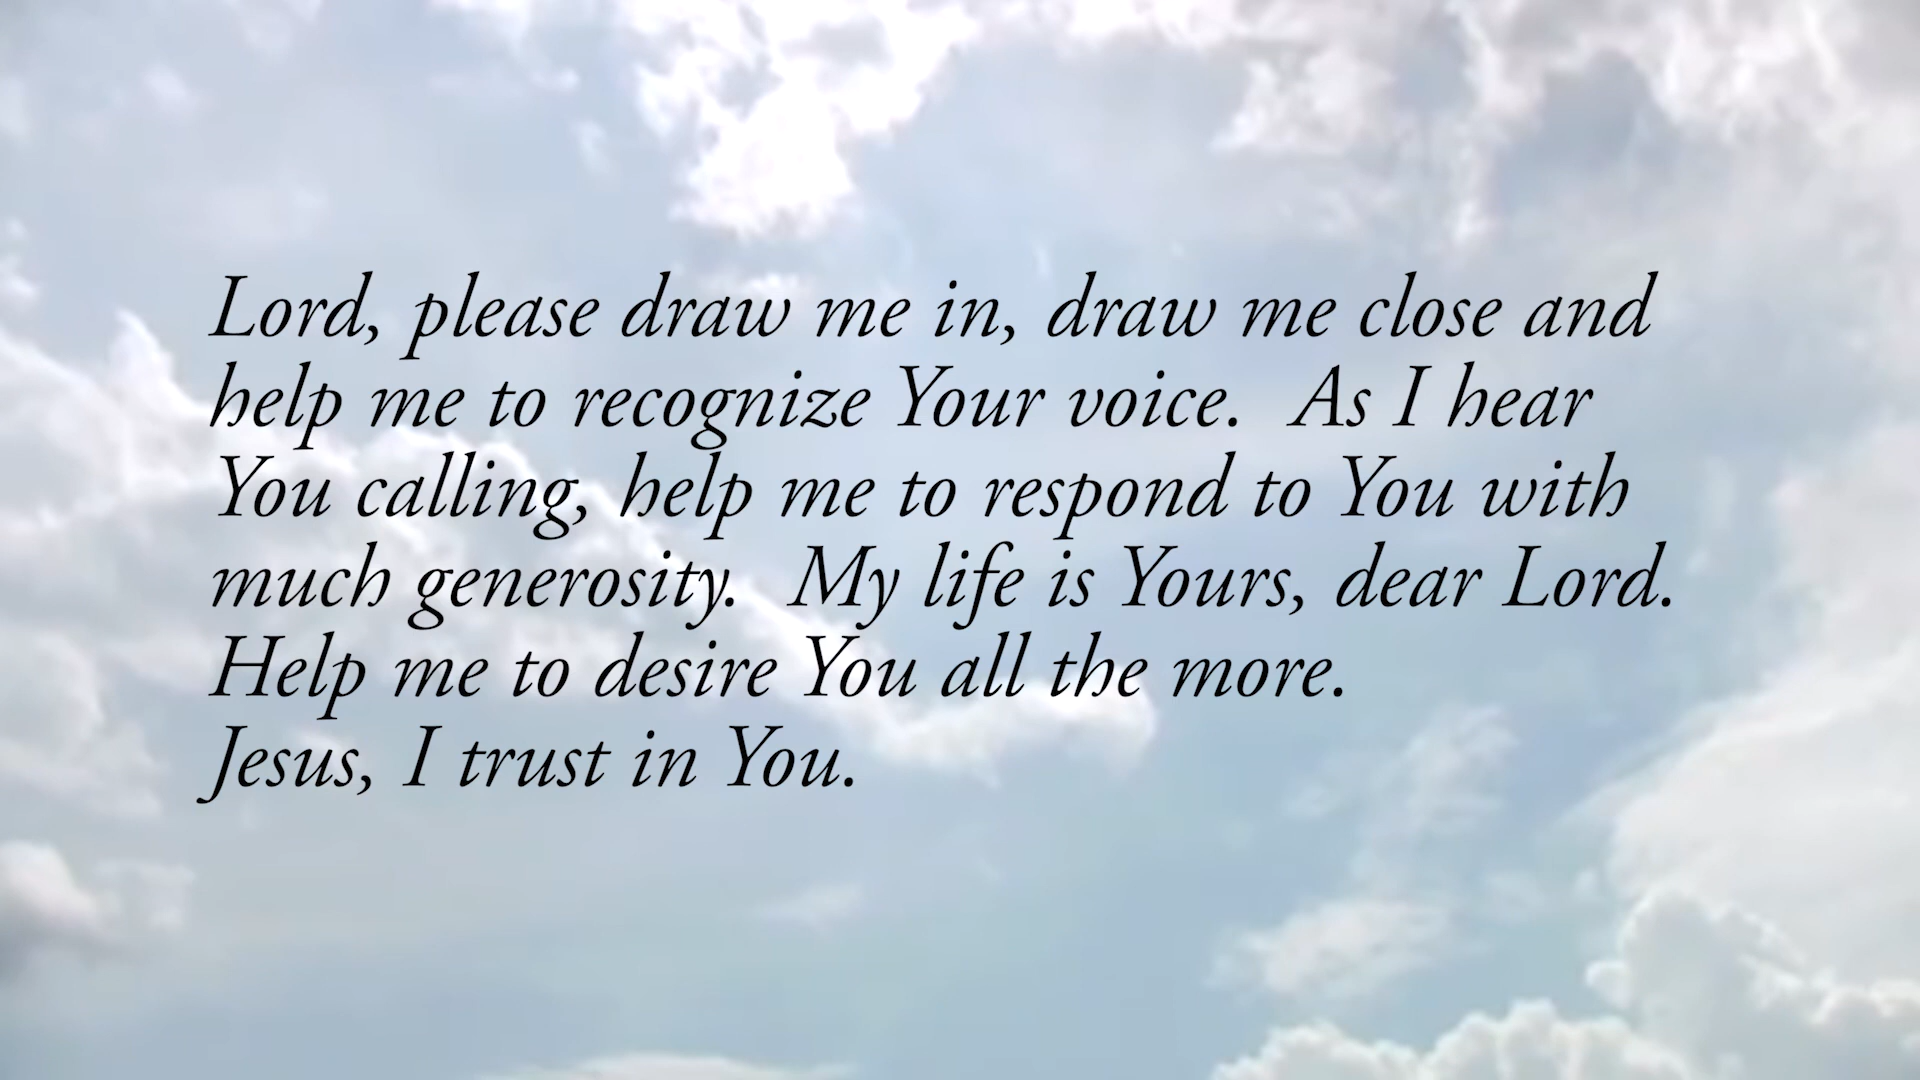 Lord, please draw me in, draw me close and
help me to recognize Your voice.  As I hear
You calling, help me to respond to You with
much generosity.  My life is Yours, dear Lord.
Help me to desire You all the more.
Jesus, I trust in You.